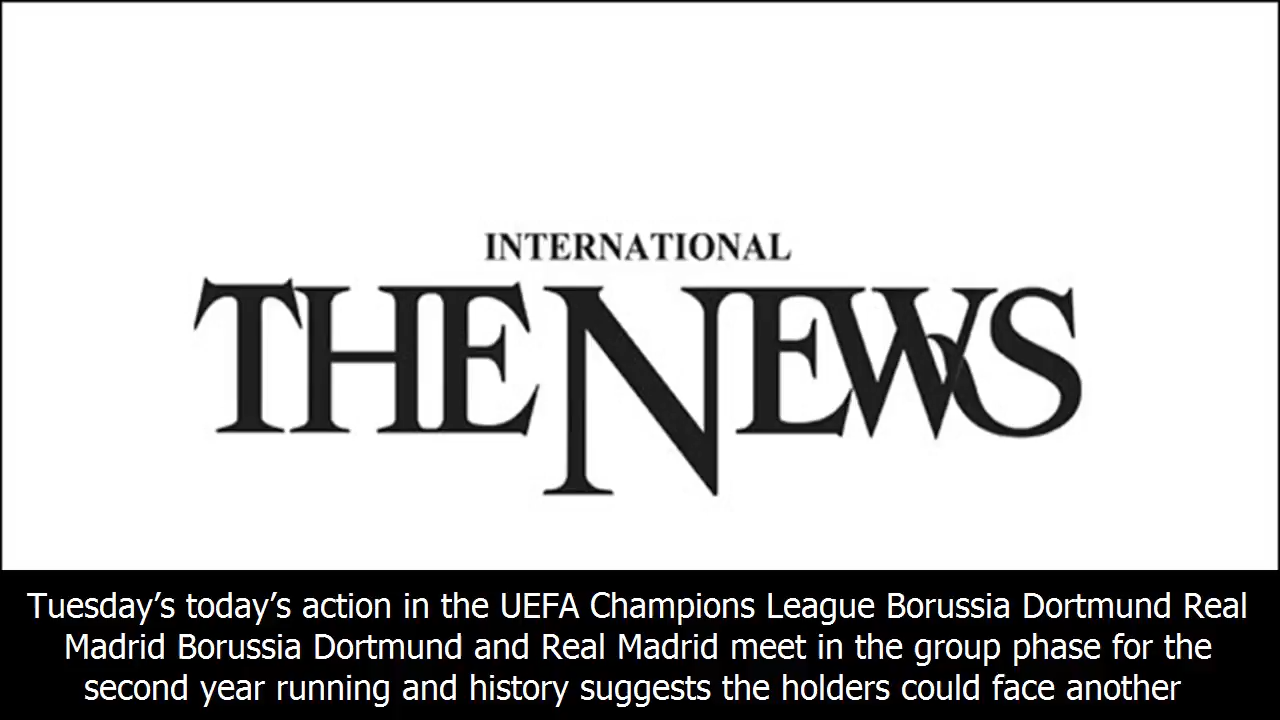 INTERNATIONAL
THE NEWS
Tuesday’s today’s action in the UEFA Champions League Borussia Dortmund Real
Madrid Borussia Dortmund and Real Madrid meet in the group phase for the
second year running and history suggests the holders could face another